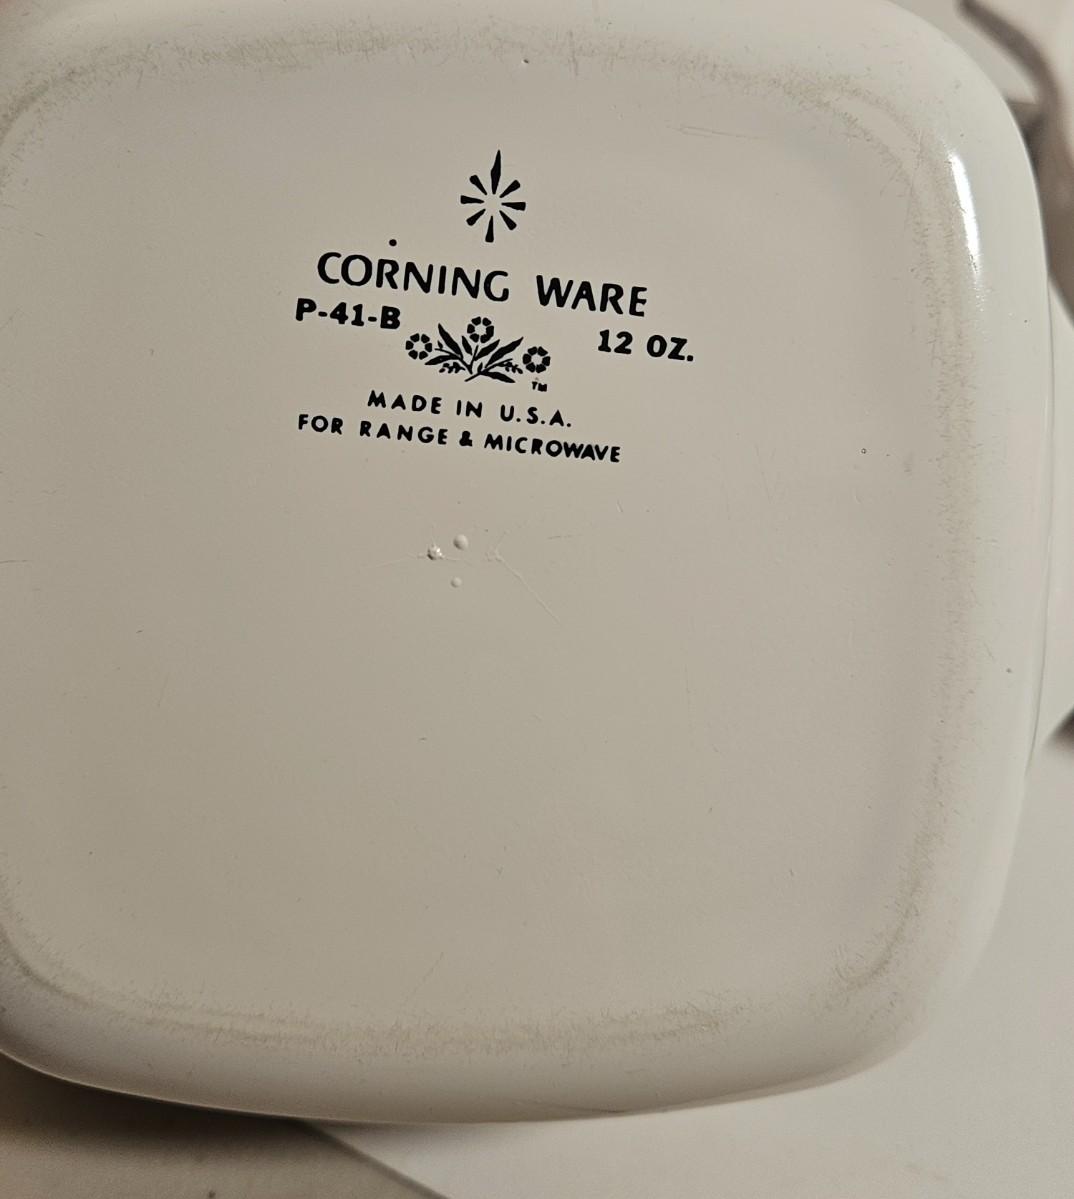 CORNING WARE
P-41-B 12 OZ.
TM
MADE IN U.S.A.
FOR RANGE & MICROWAVE